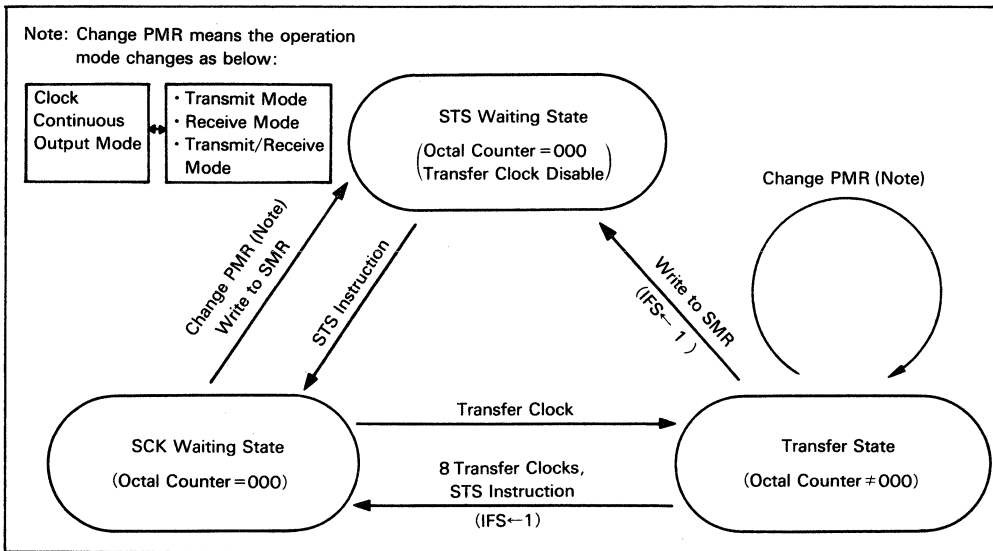 Note: Change PMR means the operation
mode changes as below:
Clock
Continuous
Output Mode
· Transmit Mode
· Receive Mode
· Transmit/Receive
Mode
STS Waiting State
(Octal Counter=000
Transfer Clock Disable)
Change PMR (Note)
Change PMR (Note)
Write to SMR
STS Instruction
Write to SMR
(IFS←1)
SCK Waiting State
(Octal Counter=000)
Transfer Clock
8 Transfer Clocks,
STS Instruction
(IFS←1)
Transfer State
(Octal Counter≠000)